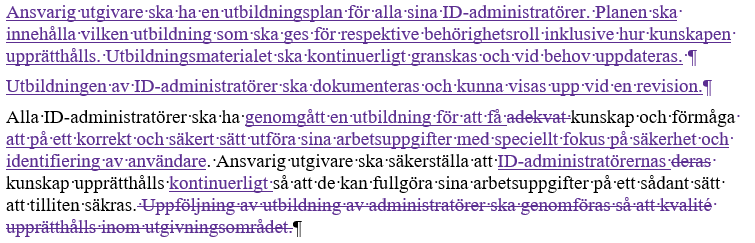 Ansvarig utgivare ska ha en utbildningsplan för alla sina ID-administratörer. Planen ska
innehålla vilken utbildning som ska ges för respektive behörighetsroll inklusive hur kunskapen
upprätthålls. Utbildningsmaterialet ska kontinuerligt granskas och vid behov uppdateras. ¶
Utbildningen av ID-administratörer ska dokumenteras och kunna visas upp vid en revision.¶
Alla ID-administratörer ska ha genomgått en utbildning för att få adekvat kunskap och förmåga
att på ett korrekt och säkert sätt utföra sina arbetsuppgifter med speciellt fokus på säkerhet och
identifiering av användare. Ansvarig utgivare ska säkerställa att ID-administratörernas deras
kunskap upprätthålls kontinuerligt så att de kan fullgöra sina arbetsuppgifter på ett sådant sätt
att tilliten säkras. Uppföljning av utbildning av administratörer ska genomföras så att kvalité
upprätthålls inom utgivningsområdet.¶